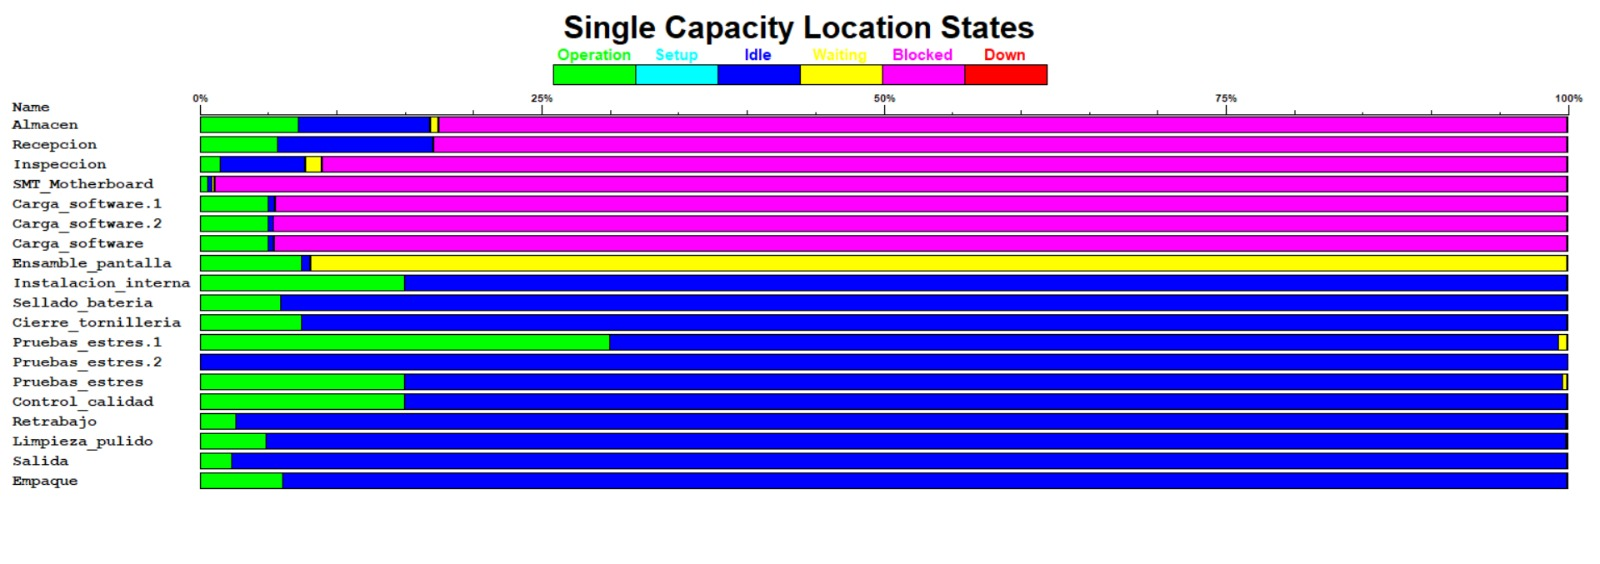 Single Capacity Location States
Operation Setup Idle Waiting Blocked Down
Name 0% 25% 50% 75% 100%
Almacen
Recepcion
Inspeccion
SMT_Motherboard
Carga_software.1
Carga_software.2
Carga_software
Ensamble_pantalla
Instalacion_interna
Sellado_bateria
Cierre_tornilleria
Pruebas_estres.1
Pruebas_estres.2
Pruebas_estres
Control_calidad
Retrabajo
Limpieza_pulido
Salida
Empaque